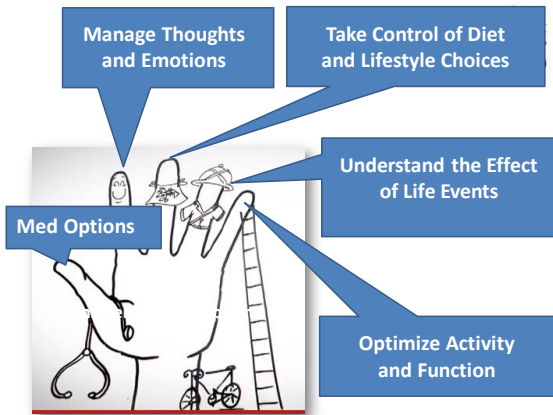 Manage Thoughts
and Emotions
Take Control of Diet
and Lifestyle Choices
Understand the Effect
of Life Events
Med Options
Optimize Activity
and Function